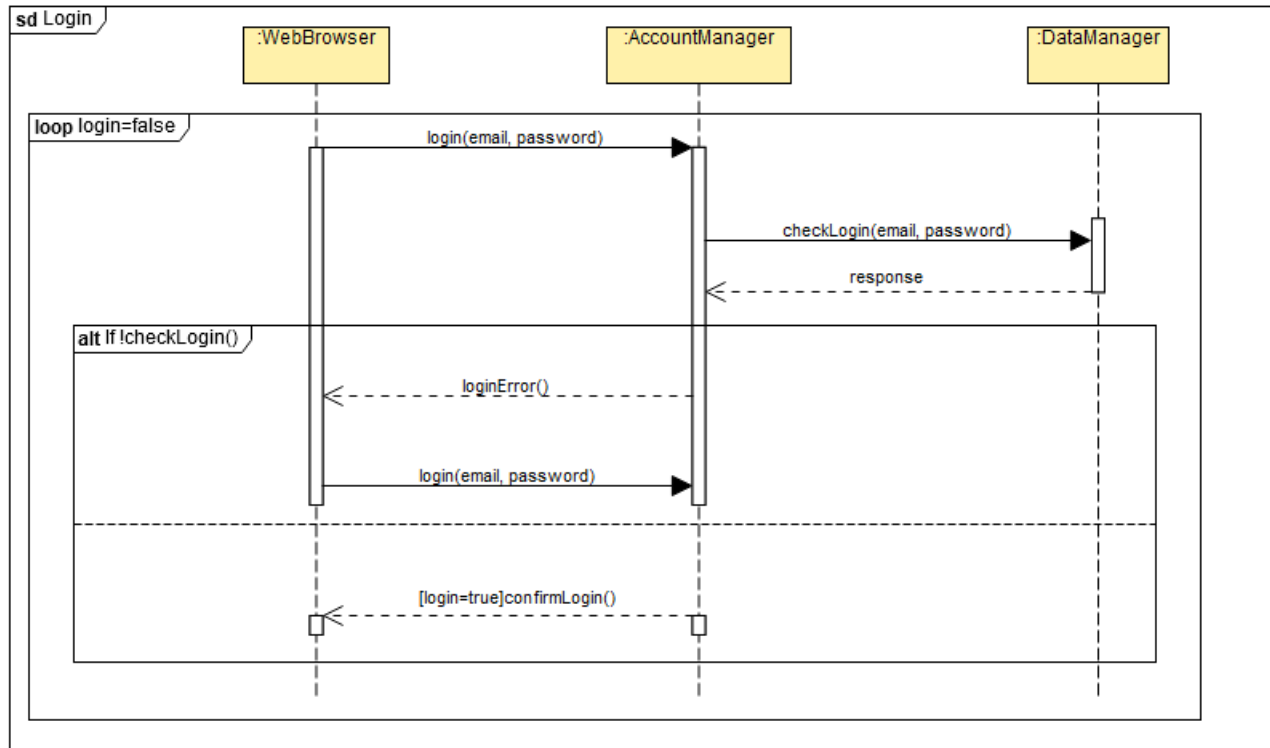 sd Login
:WebBrowser
:AccountManager
:DataManager
loop login=false
login(email, password)
checkLogin(email, password)
response
alt If !checkLogin()
loginError()
login(email, password)
[login=true]confirmLogin()